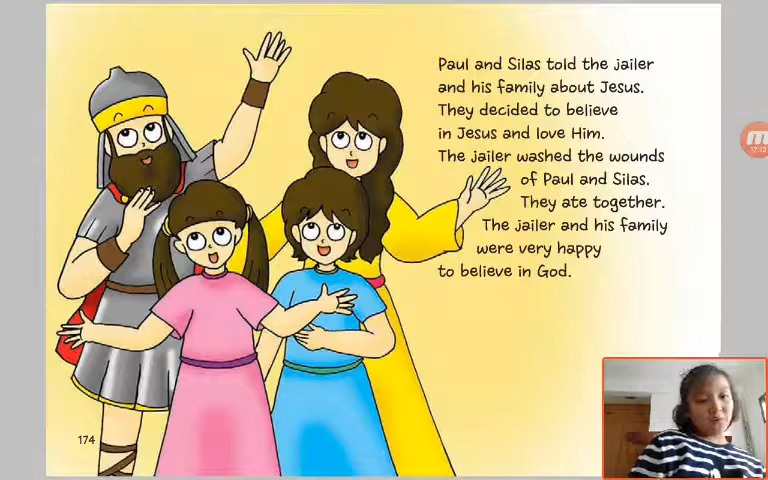 Paul and Silas told the jailer
and his family about Jesus.
They decided to believe
in Jesus and love Him.
The jailer washed the wounds
of Paul and Silas.
They ate together.
The jailer and his family
were very happy
to believe in God.
174
M
17:13